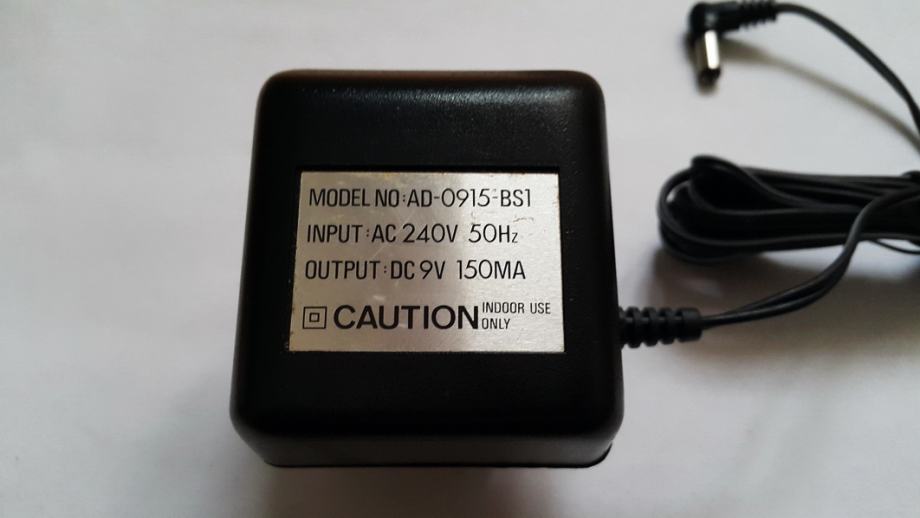 MODEL NO:AD-0915-BS1
INPUT:AC 240V 50Hz
OUTPUT:DC 9V 150MA
CAUTION INDOOR USE
ONLY